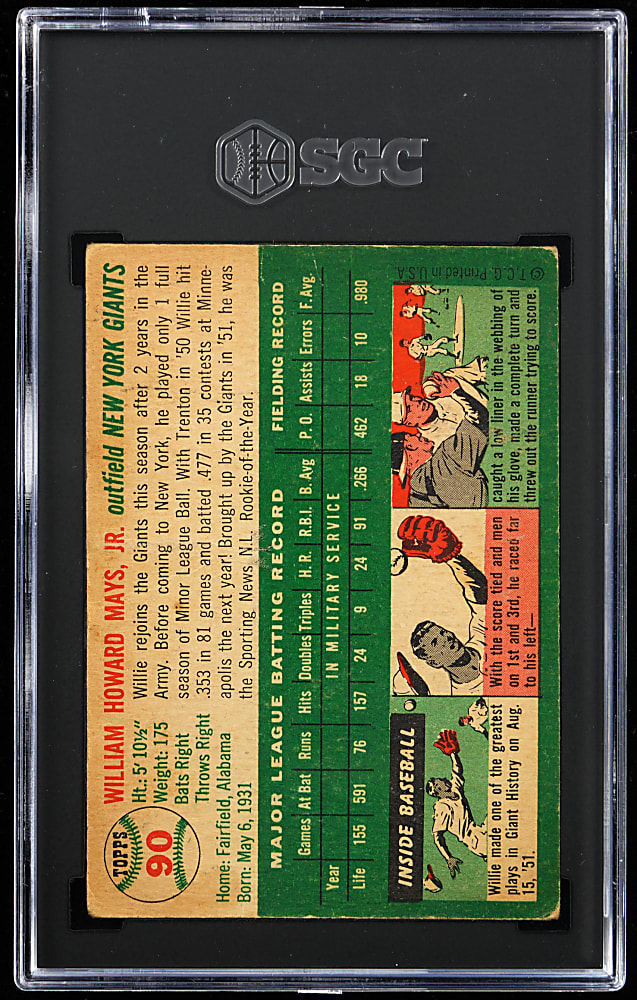 SGC
TOPPS
90
WILLIAM HOWARD MAYS, JR. outfield NEW YORK GIANTS
Ht.: 5' 10½"
Weight: 175
Bats Right
Throws Right
Home: Fairfield, Alabama
Born: May 6, 1931
Willie rejoins the Giants this season after 2 years in the
Army. Before coming to New York, he played only 1 full
season of Minor League Ball. With Trenton in '50 Willie hit
.353 in 81 games and batted .477 in 35 contests at Minne-
apolis the next year! Brought up by the Giants in '51, he was
the Sporting News N.L. Rookie-of-the-Year.
MAJOR LEAGUE BATTING RECORD FIELDING RECORD
Games At Bat Runs Hits Doubles Triples H.R. R.B.I. B. Avg P. O. Assists Errors F. Avg.
Year IN MILITARY SERVICE
Life 155 591 76 157 24 9 24 91 .266 462 18 10 .980
INSIDE BASEBALL
Willie made one of the greatest
plays in Giant History on Aug.
15, '51.
With the score tied and men
on 1st and 3rd, he raced far
to his left—
caught a low liner in the webbing of
his glove, made a complete turn and
threw out the runner trying to score.
© T.C.G. Printed in U.S.A.